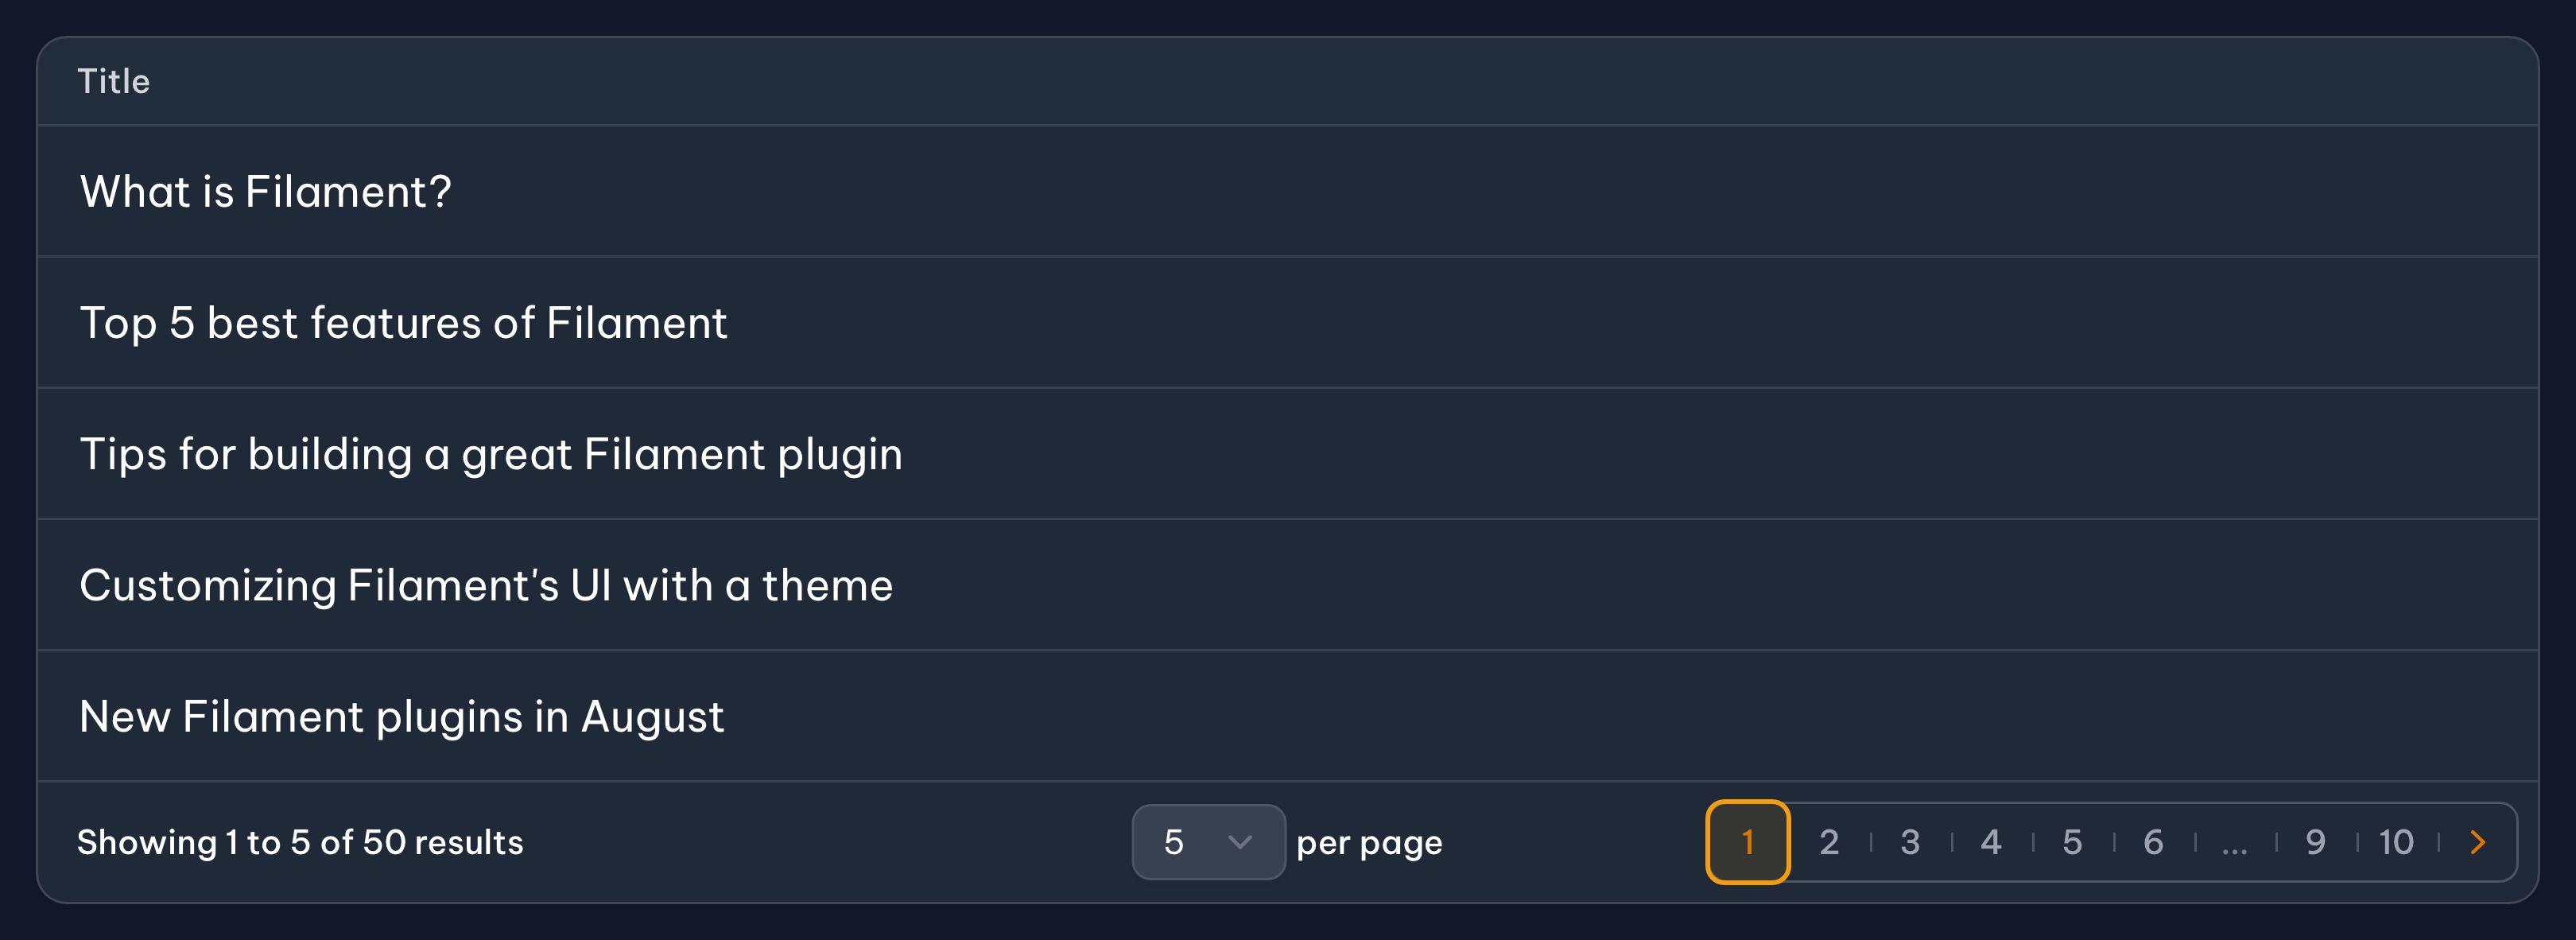 Title
What is Filament?
Top 5 best features of Filament
Tips for building a great Filament plugin
Customizing Filament's UI with a theme
New Filament plugins in August
Showing 1 to 5 of 50 results 5 per page 1 2 3 4 5 6 ... 9 10